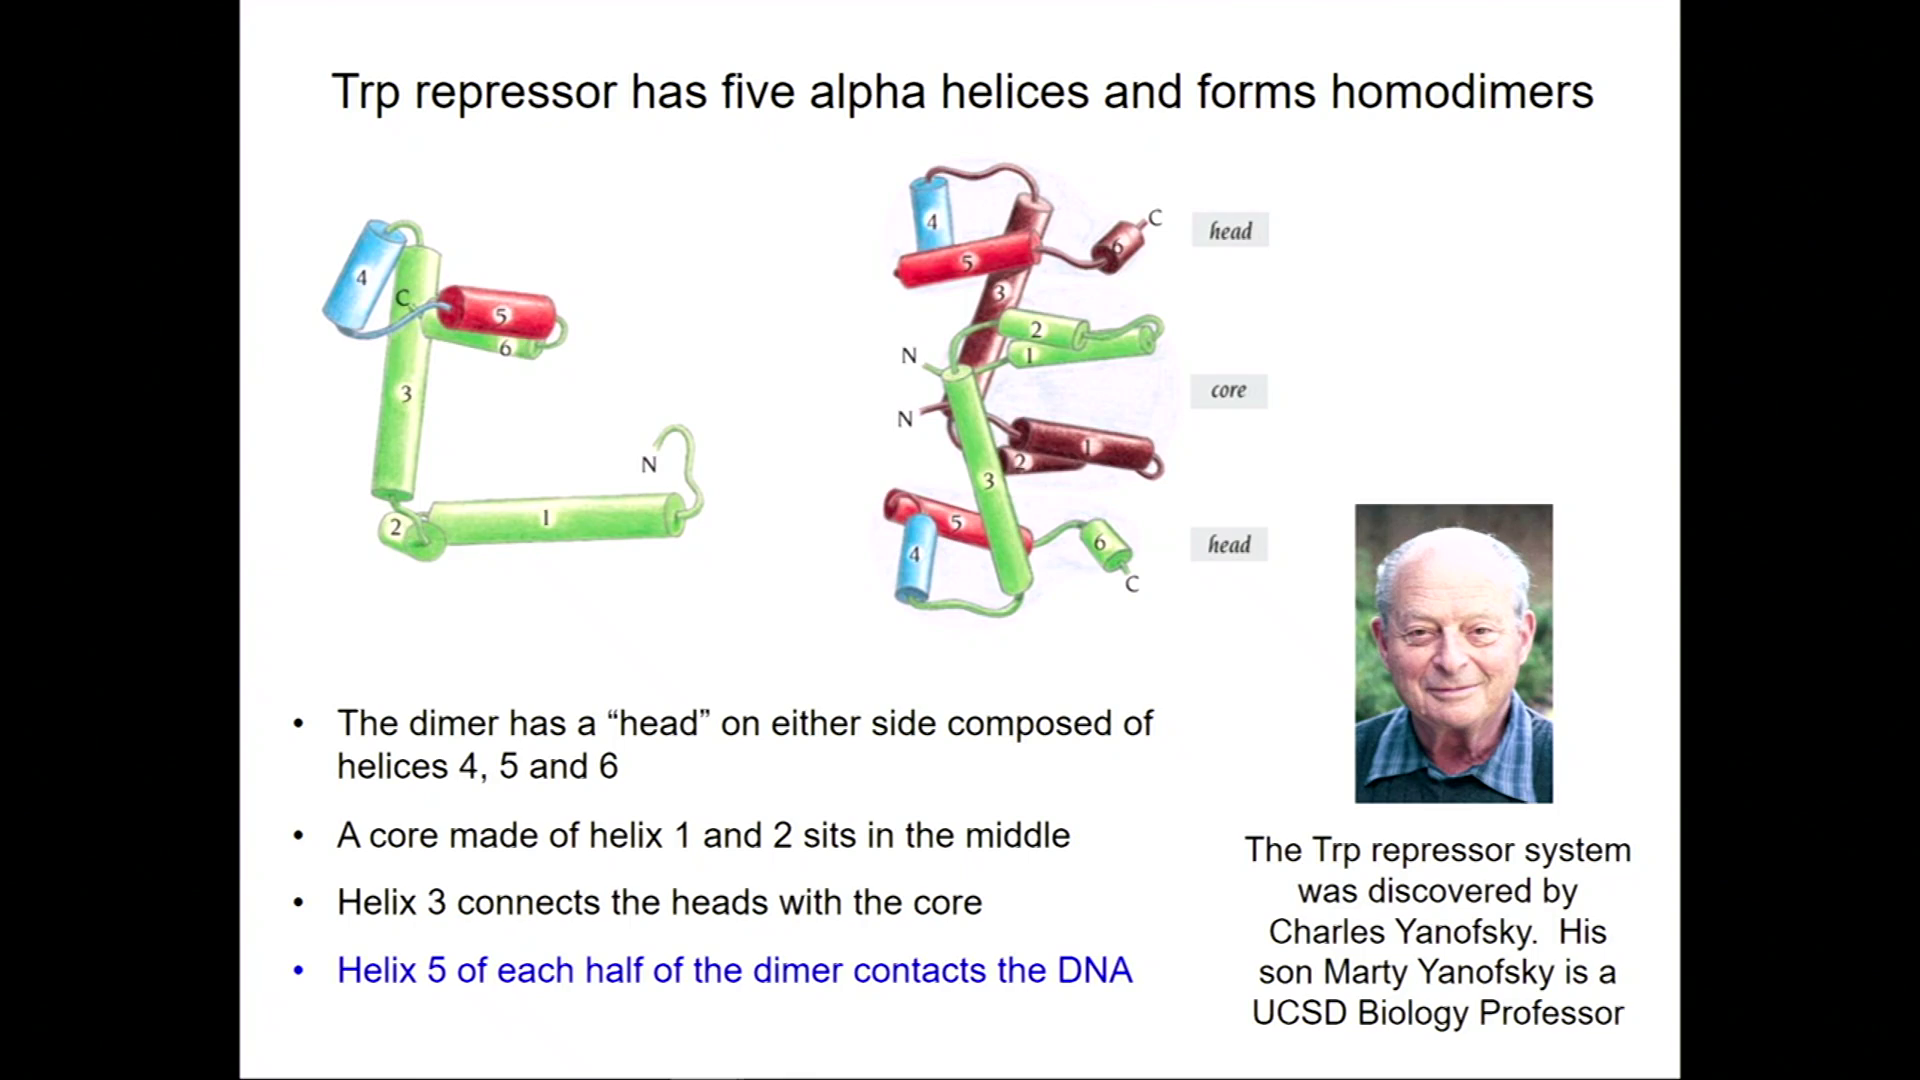 Trp repressor has five alpha helices and forms homodimers
4
C
5
6
3
N
2
1
4
C
6
head
5
3
2
N
1
core
N
1
2
3
5
6
4
head
C
• The dimer has a “head” on either side composed of
helices 4, 5 and 6
• A core made of helix 1 and 2 sits in the middle
• Helix 3 connects the heads with the core
• Helix 5 of each half of the dimer contacts the DNA
The Trp repressor system
was discovered by
Charles Yanofsky. His
son Marty Yanofsky is a
UCSD Biology Professor